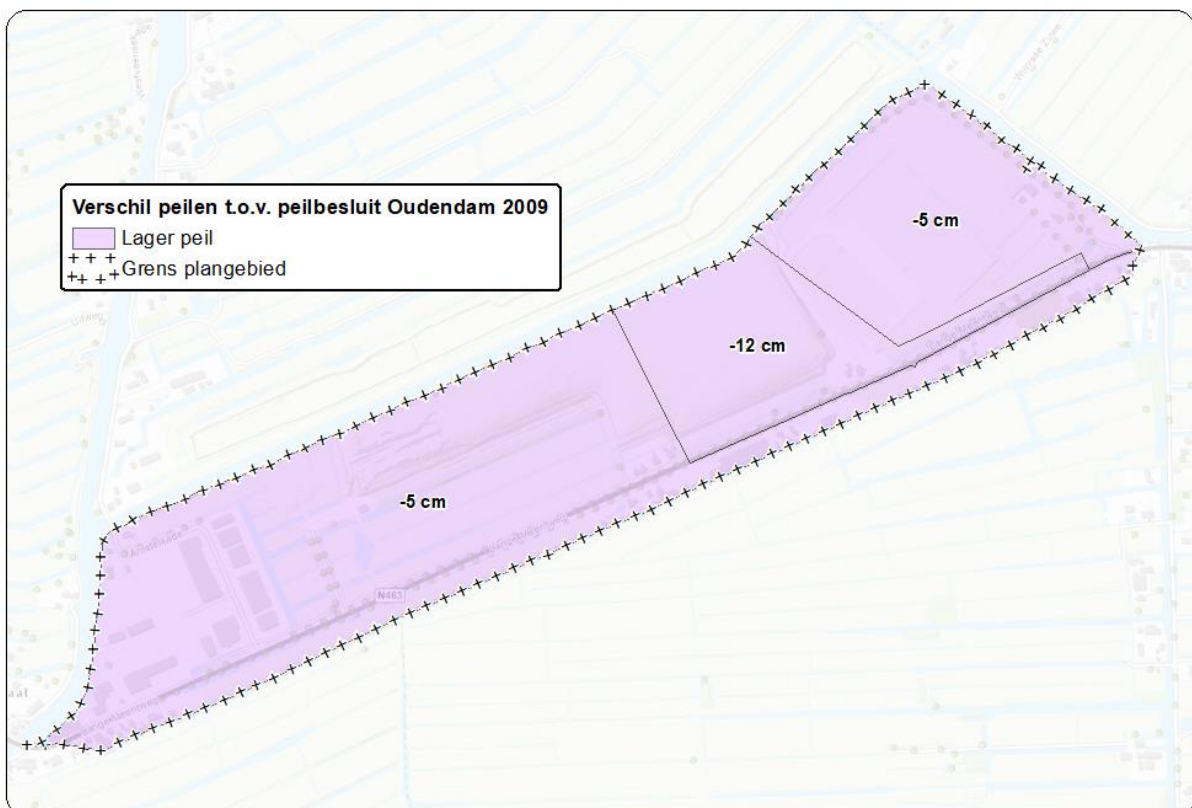 Verschil peilen t.o.v. peilbesluit Oudendam 2009
Lager peil
Grens plangebied
-5 cm
-12 cm
-5 cm
N463